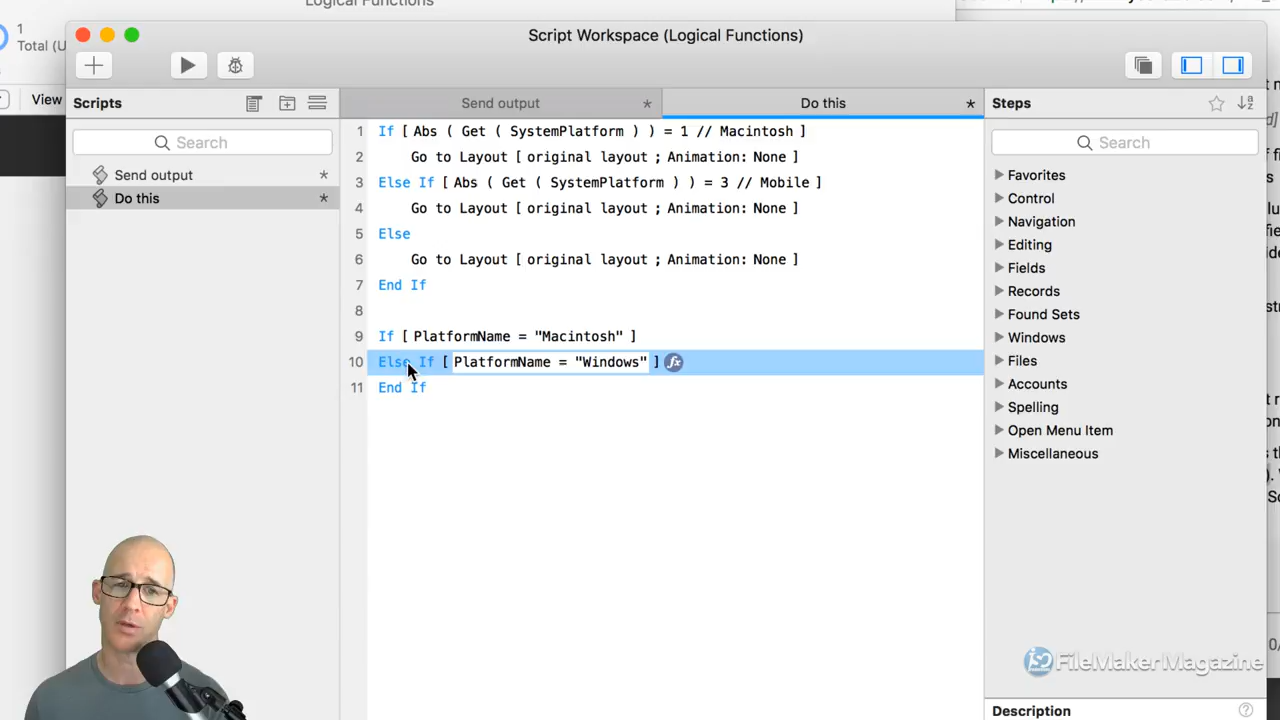 Logical Functions
1
Total (U
View
Script Workspace (Logical Functions)
Scripts
Search
Send output *
Do this *
Send output *
Do this *
1 If [ Abs ( Get ( SystemPlatform ) ) = 1 // Macintosh ]
2 Go to Layout [ original layout ; Animation: None ]
3 Else If [ Abs ( Get ( SystemPlatform ) ) = 3 // Mobile ]
4 Go to Layout [ original layout ; Animation: None ]
5 Else
6 Go to Layout [ original layout ; Animation: None ]
7 End If
8
9 If [ PlatformName = "Macintosh" ]
10 Else If [ PlatformName = "Windows" ] fx
11 End If
Steps
Search
Favorites
Control
Navigation
Editing
Fields
Records
Found Sets
Windows
Files
Accounts
Spelling
Open Menu Item
Miscellaneous
FileMakerMagazine
Description